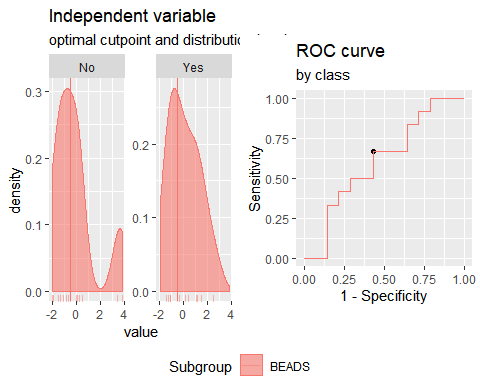 Independent variable
optimal cutpoint and distributic
No
Yes
density
0.3
0.2
0.1
0.0
0.2
0.1
0.0
-2 0 2 4
-2 0 2 4
value
ROC curve
by class
Sensitivity
1.00
0.75
0.50
0.25
0.00
0.00 0.25 0.50 0.75 1.00
1 - Specificity
Subgroup BEADS